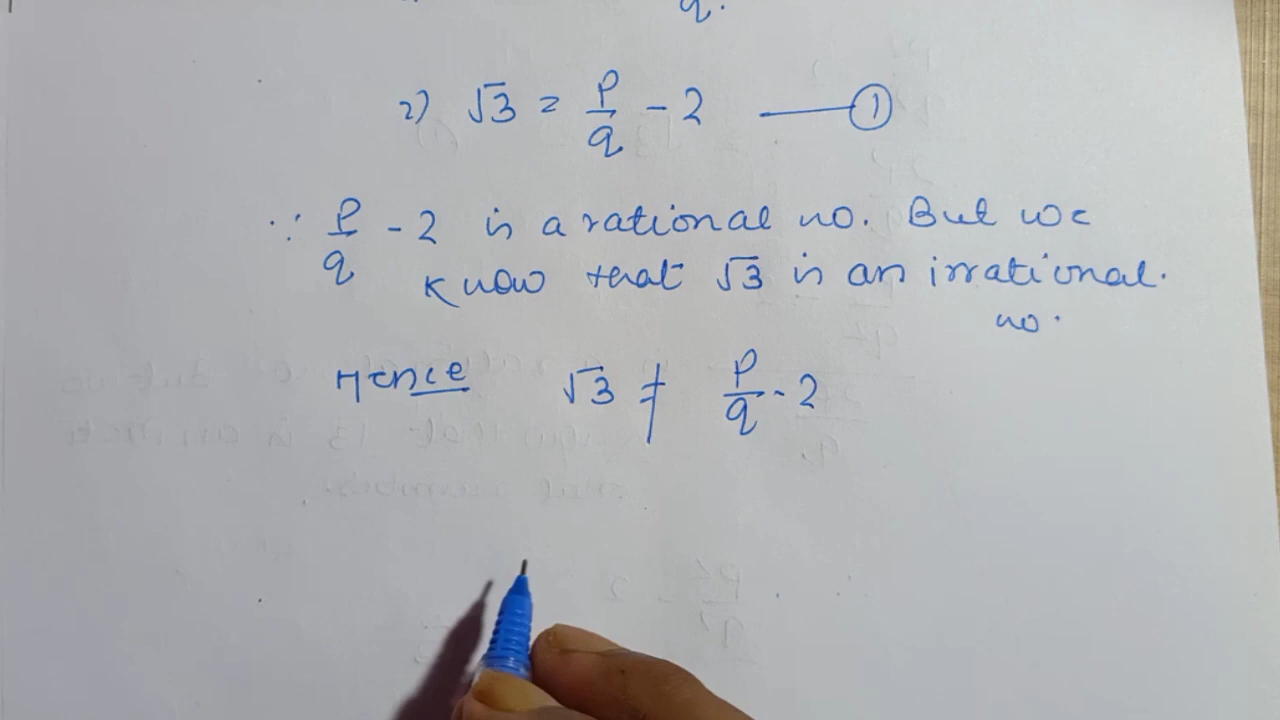 q.
2) √3 = p/q - 2 —— ①
∵ p/q - 2 is a rational no. But we
know that √3 is an irrational.
no.
Hence √3 ≠ p/q - 2